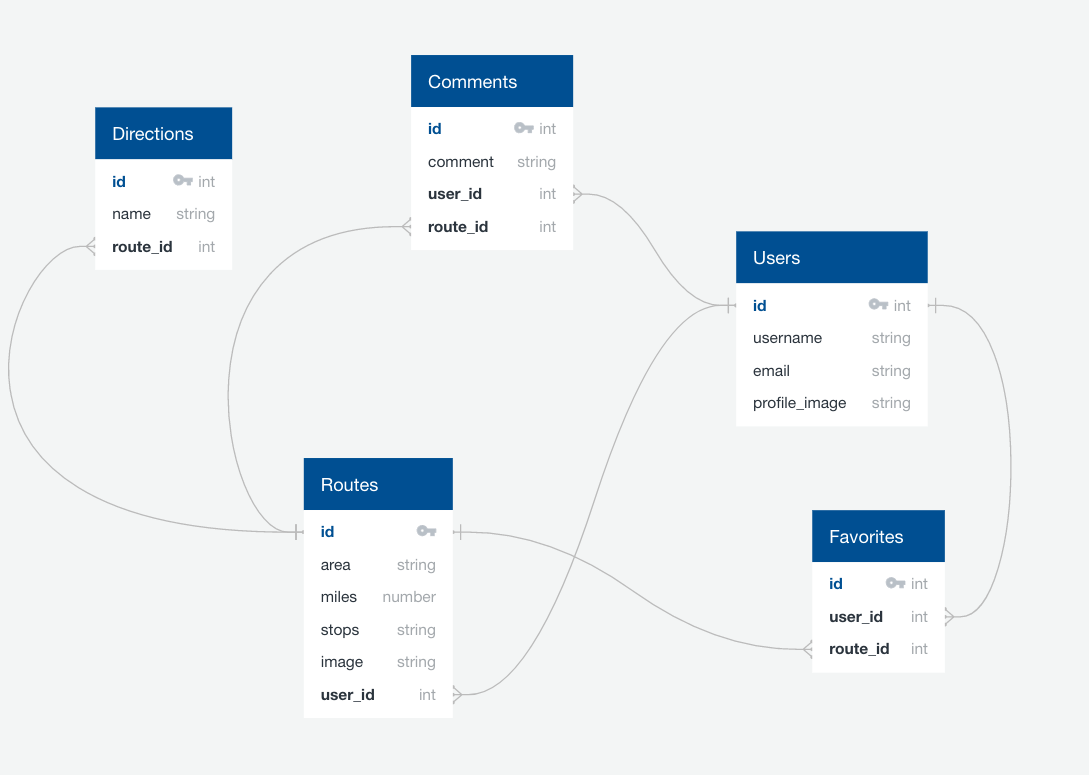 Comments
id int
comment string
user_id int
route_id int
Directions
id int
name string
route_id int
Users
id int
username string
email string
profile_image string
Routes
id
area string
miles number
stops string
image string
user_id int
Favorites
id int
user_id int
route_id int